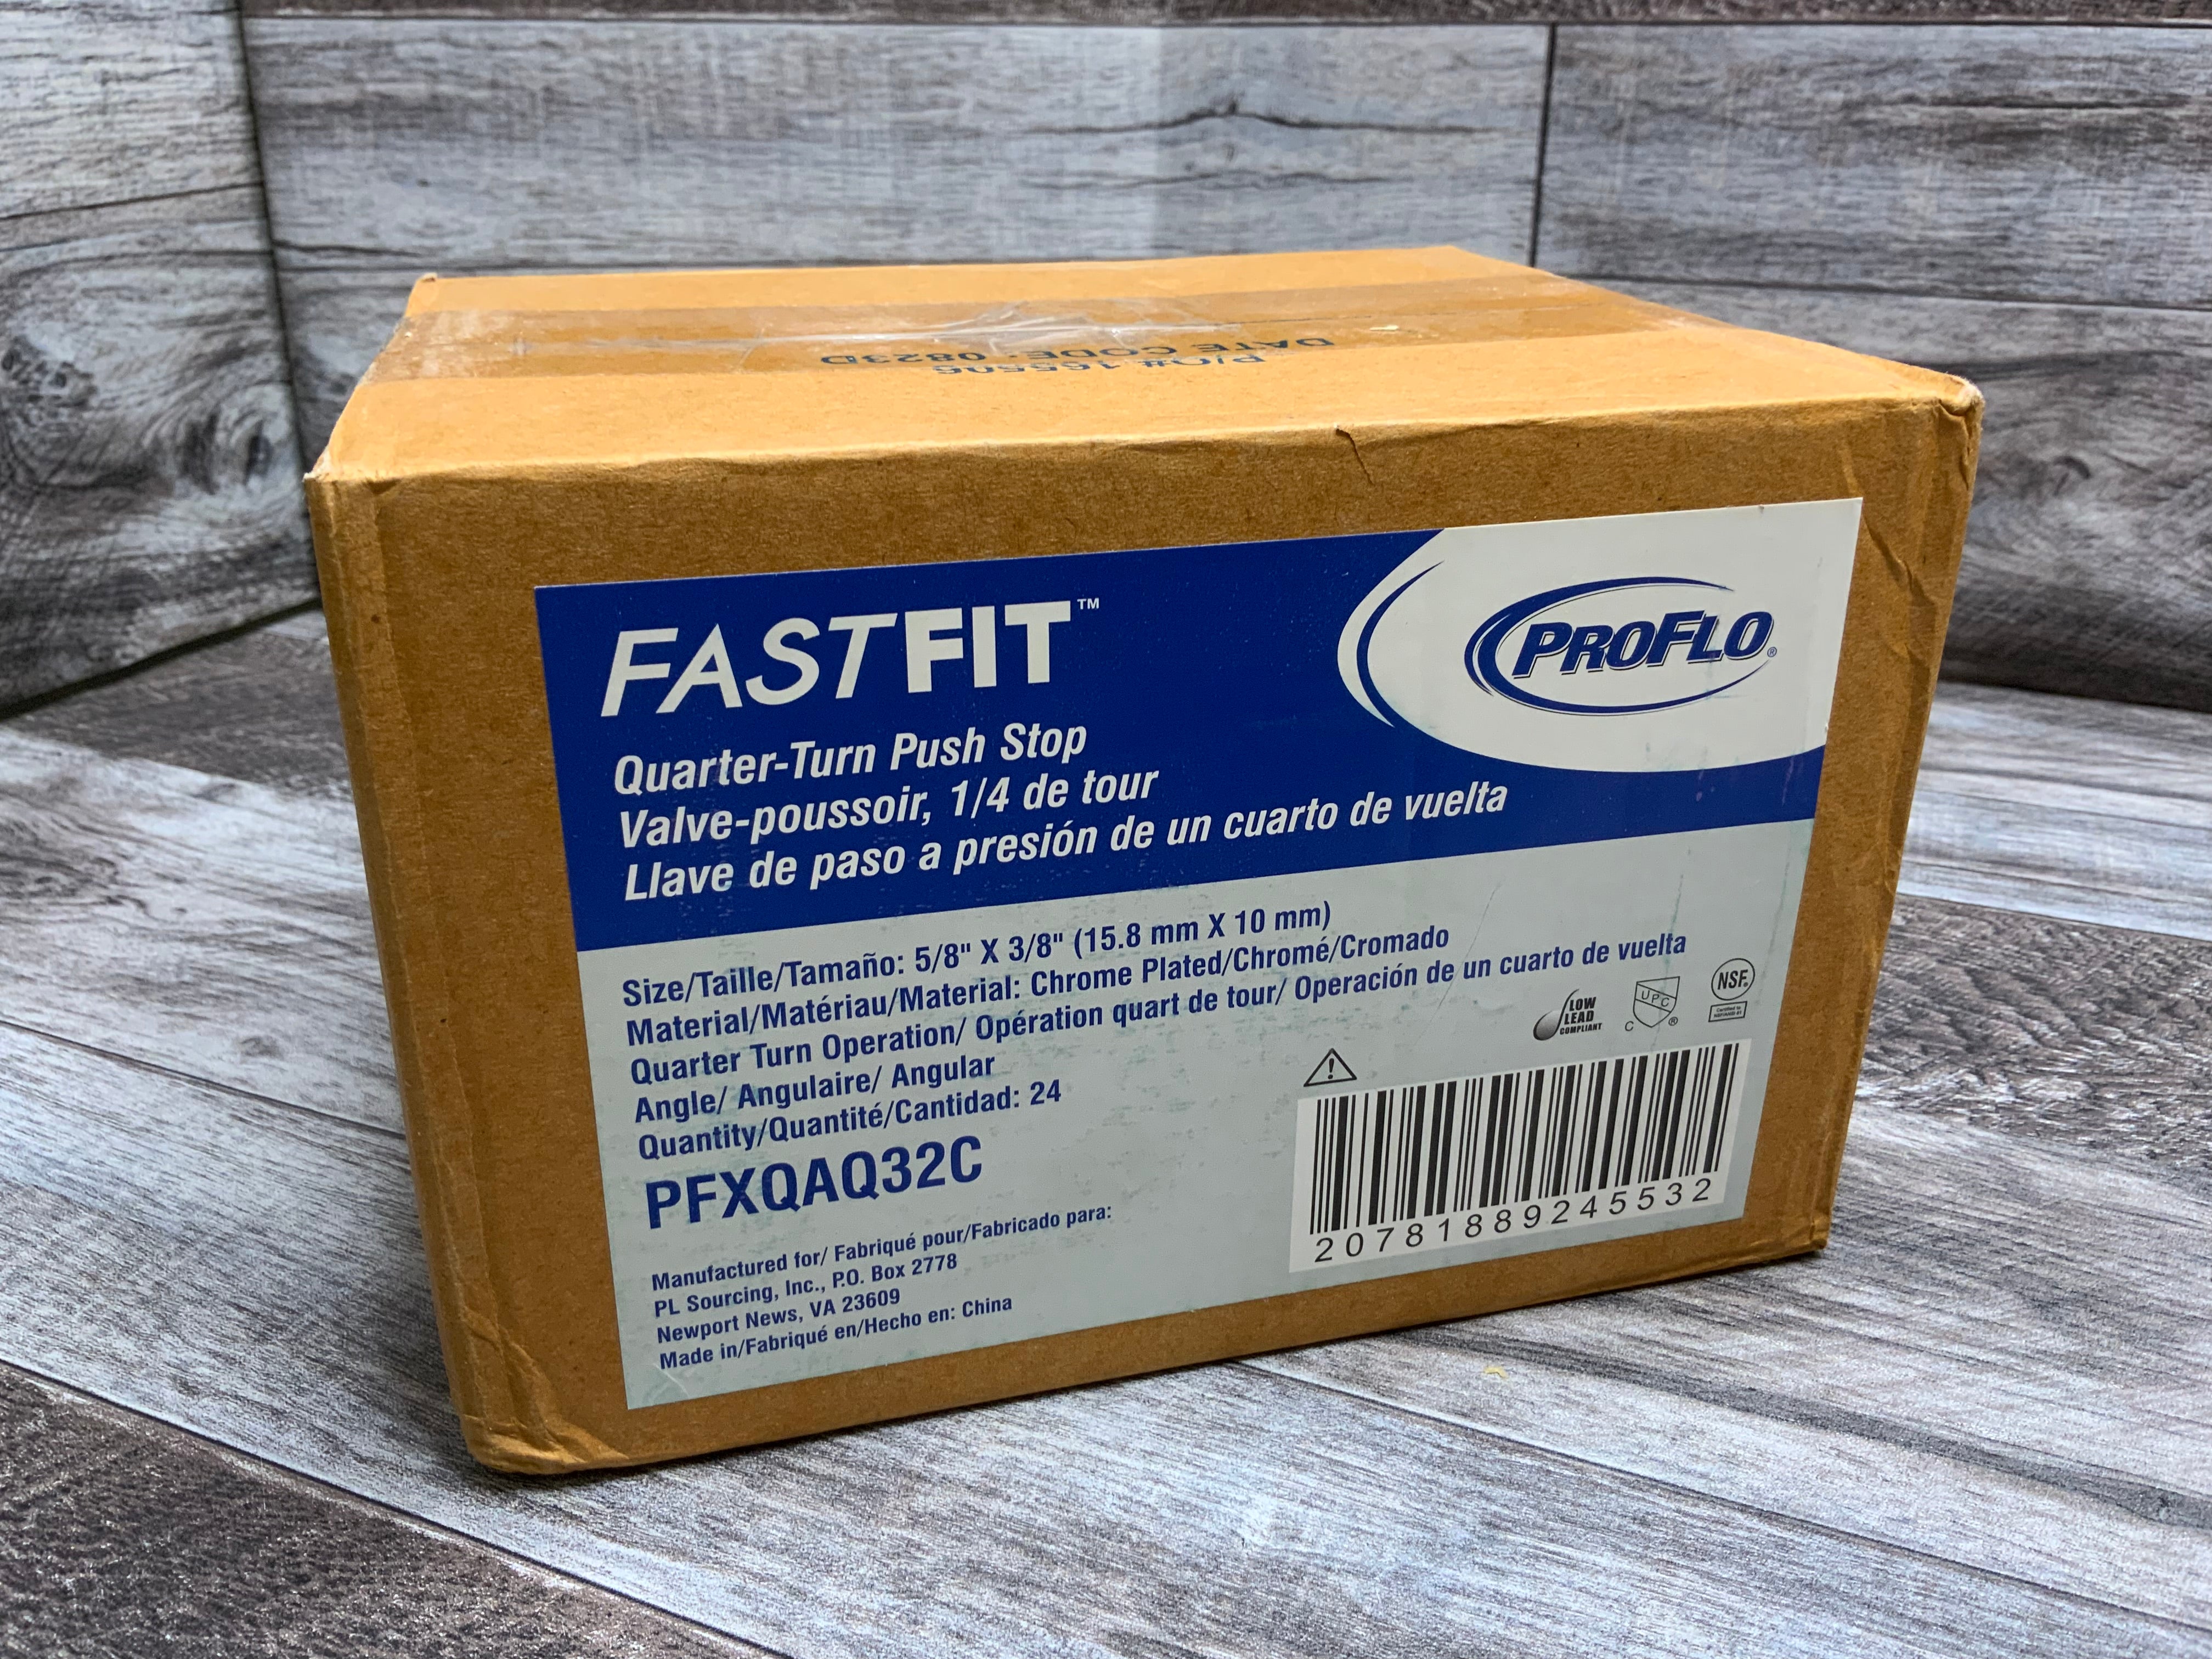 P/O# 165506
DATE CODE: 0823D
FASTFIT™
PROFLO®
Quarter-Turn Push Stop
Valve-poussoir, 1/4 de tour
Llave de paso a presión de un cuarto de vuelta
Size/Taille/Tamaño: 5/8" X 3/8" (15.8 mm X 10 mm)
Material/Matériau/Material: Chrome Plated/Chromé/Cromado
Quarter Turn Operation/ Opération quart de tour/ Operación de un cuarto de vuelta
Angle/ Angulaire/ Angular
Quantity/Quantité/Cantidad: 24
PFXQAQ32C
LOW
LEAD
COMPLIANT
UPC
C ®
NSF®
Manufactured for/ Fabriqué pour/Fabricado para:
PL Sourcing, Inc., P.O. Box 2778
Newport News, VA 23609
Made in/Fabriqué en/Hecho en: China
20781889245532